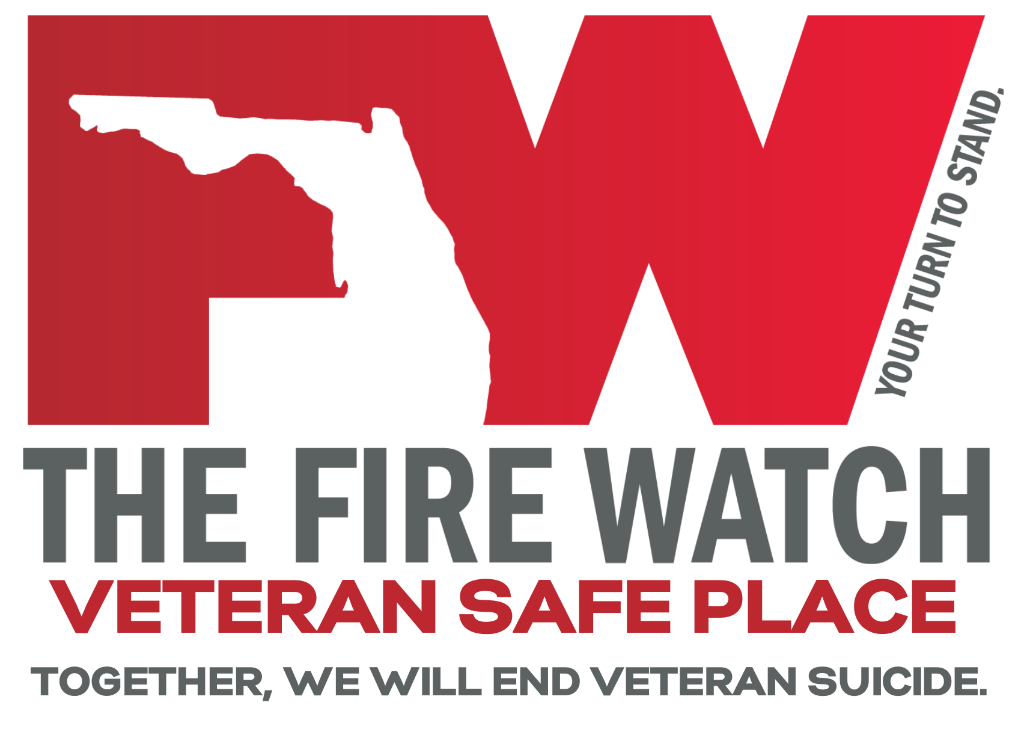 FW
YOUR TURN TO STAND.
THE FIRE WATCH
VETERAN SAFE PLACE
TOGETHER, WE WILL END VETERAN SUICIDE.